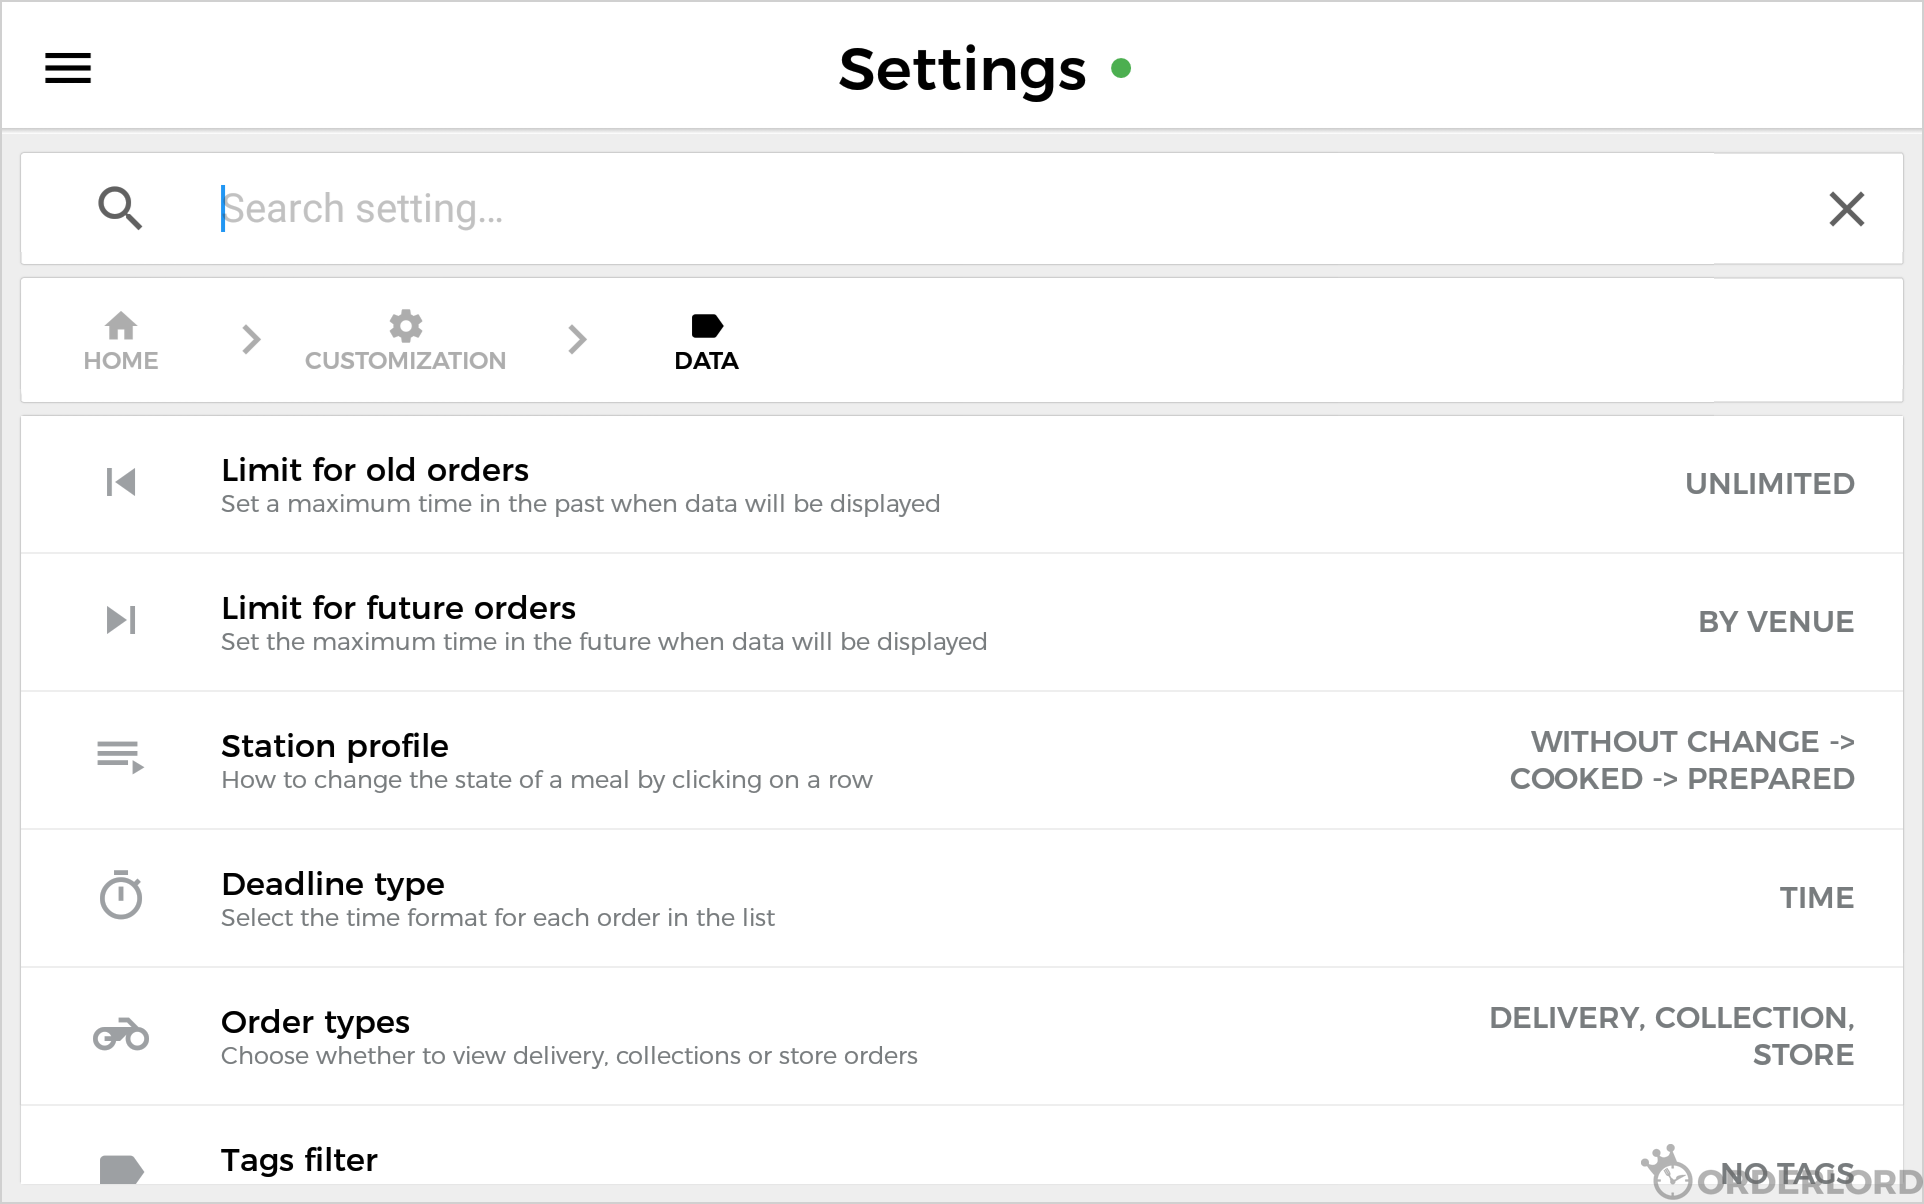 Settings
Search setting...
HOME
CUSTOMIZATION
DATA
Limit for old orders
Set a maximum time in the past when data will be displayed
UNLIMITED
Limit for future orders
Set the maximum time in the future when data will be displayed
BY VENUE
Station profile
How to change the state of a meal by clicking on a row
WITHOUT CHANGE ->
COOKED -> PREPARED
Deadline type
Select the time format for each order in the list
TIME
Order types
Choose whether to view delivery, collections or store orders
DELIVERY, COLLECTION,
STORE
Tags filter
NO TAGS
ORDERLORD